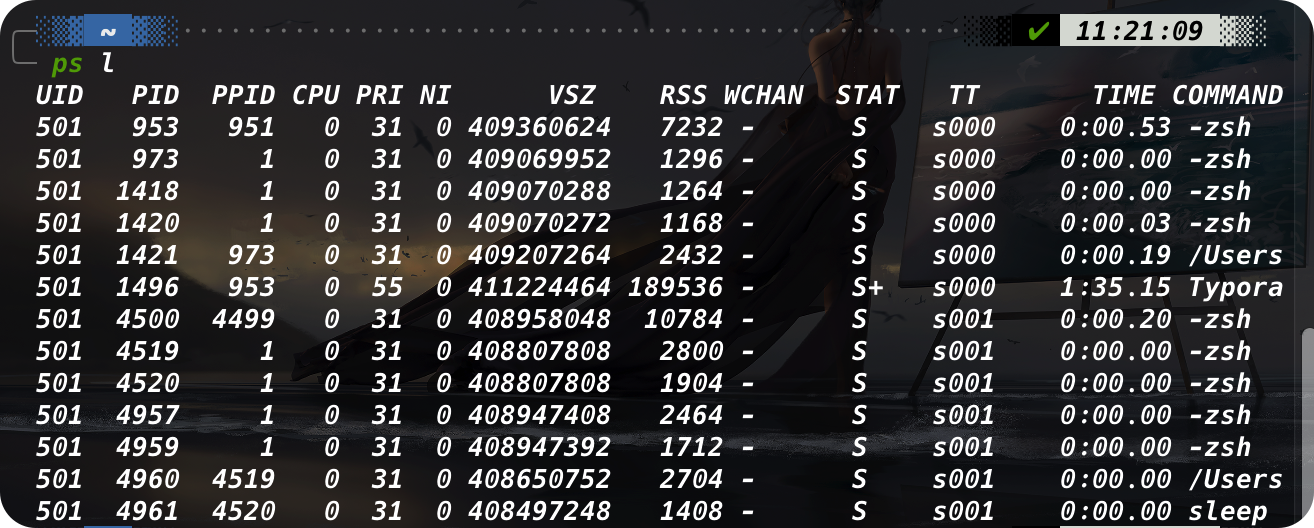 ~ ✔ 11:21:09
ps l
UID PID PPID CPU PRI NI VSZ RSS WCHAN STAT TT TIME COMMAND
501 953 951 0 31 0 409360624 7232 - S s000 0:00.53 -zsh
501 973 1 0 31 0 409069952 1296 - S s000 0:00.00 -zsh
501 1418 1 0 31 0 409070288 1264 - S s000 0:00.00 -zsh
501 1420 1 0 31 0 409070272 1168 - S s000 0:00.03 -zsh
501 1421 973 0 31 0 409207264 2432 - S s000 0:00.19 /Users
501 1496 953 0 55 0 411224464 189536 - S+ s000 1:35.15 Typora
501 4500 4499 0 31 0 408958048 10784 - S s001 0:00.20 -zsh
501 4519 1 0 31 0 408807808 2800 - S s001 0:00.00 -zsh
501 4520 1 0 31 0 408807808 1904 - S s001 0:00.00 -zsh
501 4957 1 0 31 0 408947408 2464 - S s001 0:00.00 -zsh
501 4959 1 0 31 0 408947392 1712 - S s001 0:00.00 -zsh
501 4960 4519 0 31 0 408650752 2704 - S s001 0:00.00 /Users
501 4961 4520 0 31 0 408497248 1408 - S s001 0:00.00 sleep